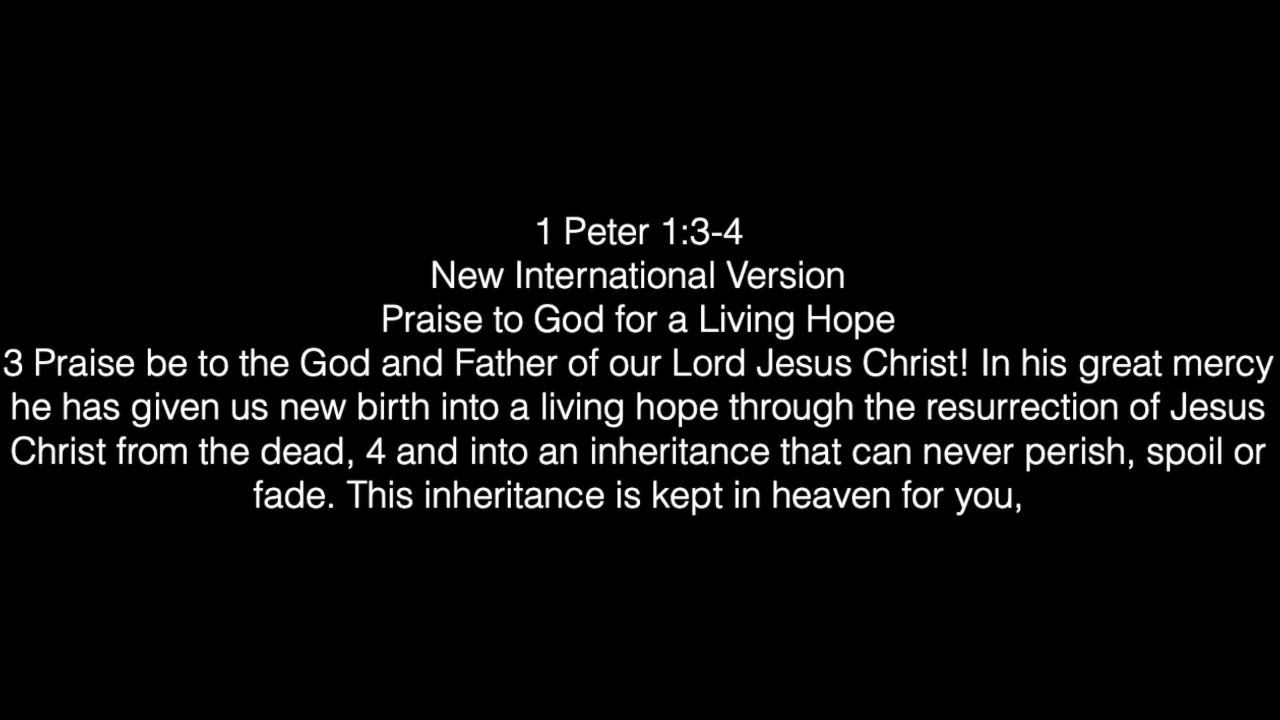 1 Peter 1:3-4
New International Version
Praise to God for a Living Hope
3 Praise be to the God and Father of our Lord Jesus Christ! In his great mercy
he has given us new birth into a living hope through the resurrection of Jesus
Christ from the dead, 4 and into an inheritance that can never perish, spoil or
fade. This inheritance is kept in heaven for you,